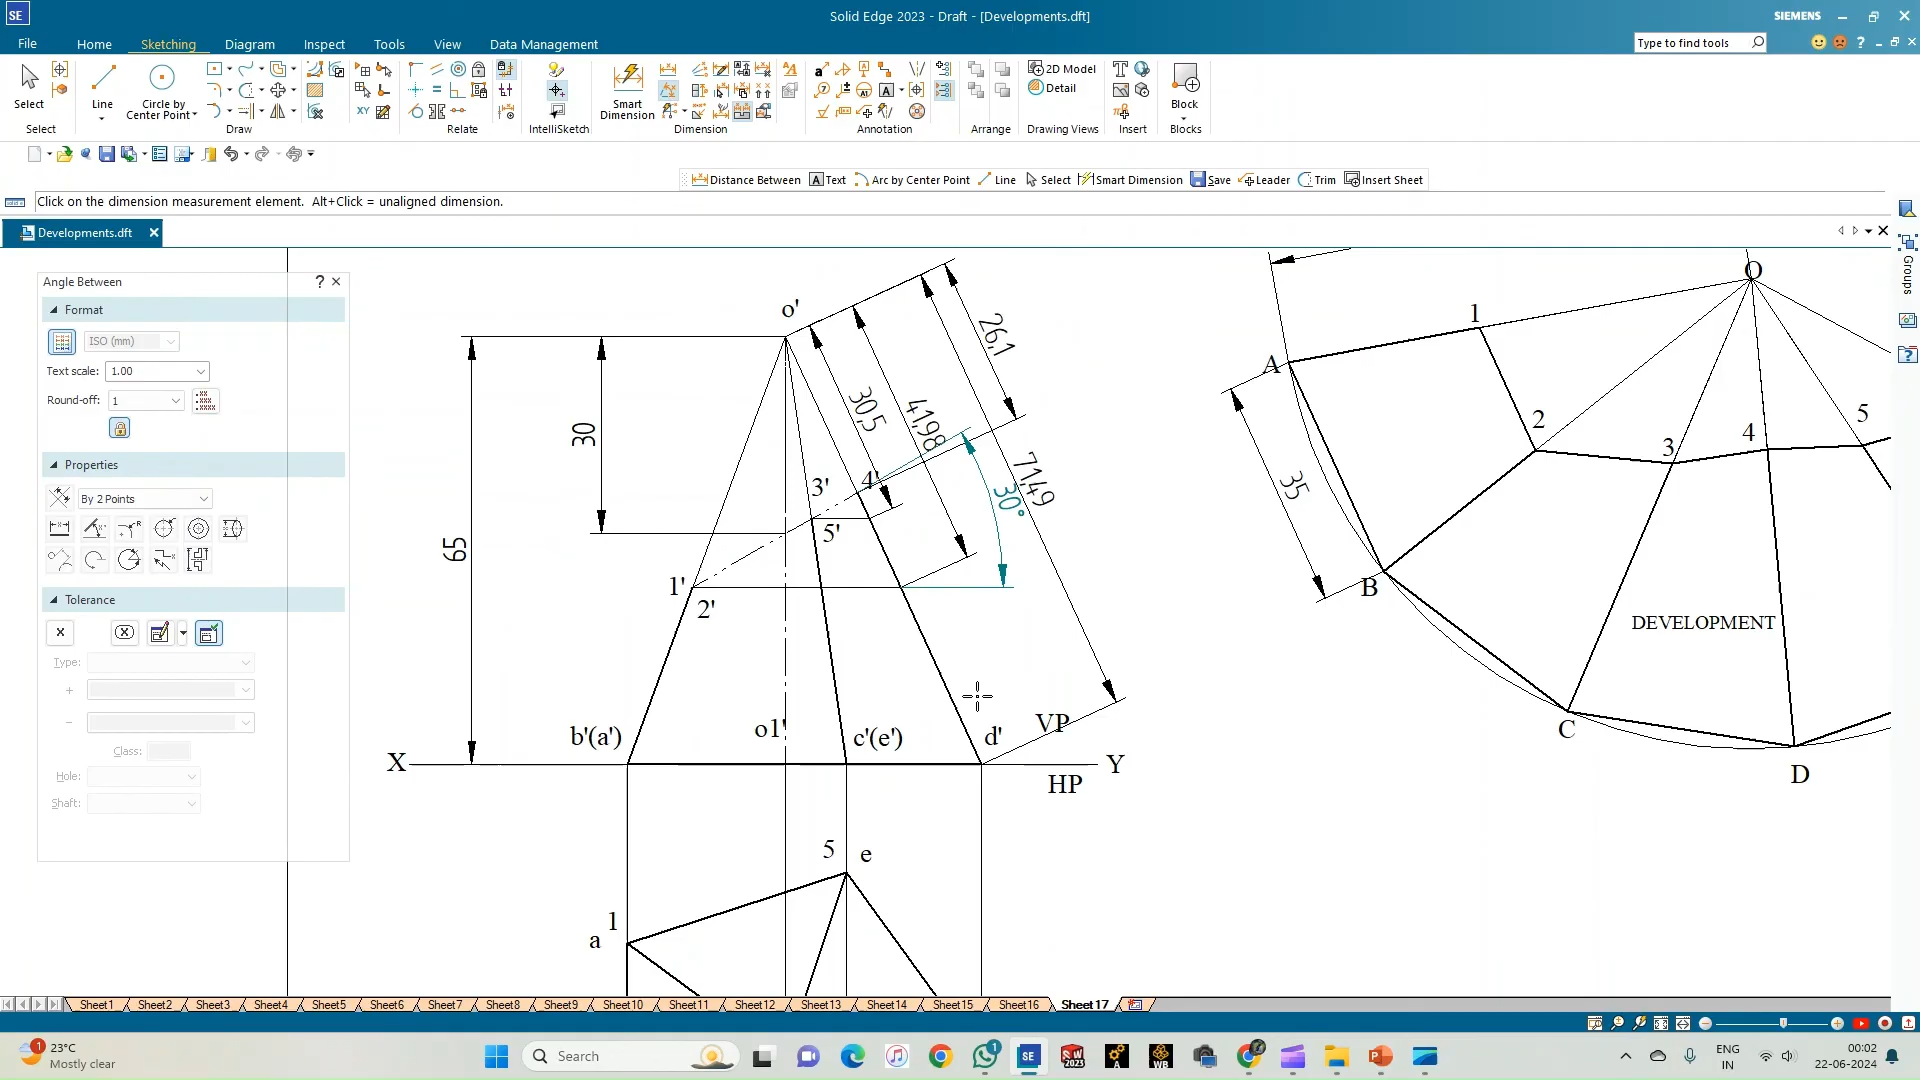 SE
Solid Edge 2023 - Draft - [Developments.dft]
SIEMENS
File
Home
Sketching
Diagram
Inspect
Tools
View
Data Management
Type to find tools
Select
Line
Circle by
Center Point
Smart
Dimension
2D Model
Detail
Block
Select
Draw
Relate
IntelliSketch
Dimension
Annotation
Arrange
Drawing Views
Insert
Blocks
Distance Between
Text
Arc by Center Point
Line
Select
Smart Dimension
Save
Leader
Trim
Insert Sheet
Click on the dimension measurement element.  Alt+Click = unaligned dimension.
Developments.dft
Groups
Angle Between
Format
ISO (mm)
Text scale:
1.00
Round-off:
1
Properties
By 2 Points
Tolerance
X
Type:
+
−
Class:
Hole:
Shaft:
o'
26,1
30,5
41,98
71,49
30
3'
4'
30°
5'
65
1'
2'
b'(a')
o1'
c'(e')
d'
VP
X
Y
HP
5
e
1
a
O
1
A
2
3
4
5
35
B
DEVELOPMENT
C
D
Sheet1
Sheet2
Sheet3
Sheet4
Sheet5
Sheet6
Sheet7
Sheet8
Sheet9
Sheet10
Sheet11
Sheet12
Sheet13
Sheet14
Sheet15
Sheet16
Sheet17
1
23°C
Mostly clear
Search
1
SE
2023
A
WB
ENG
IN
00:02
22-06-2024